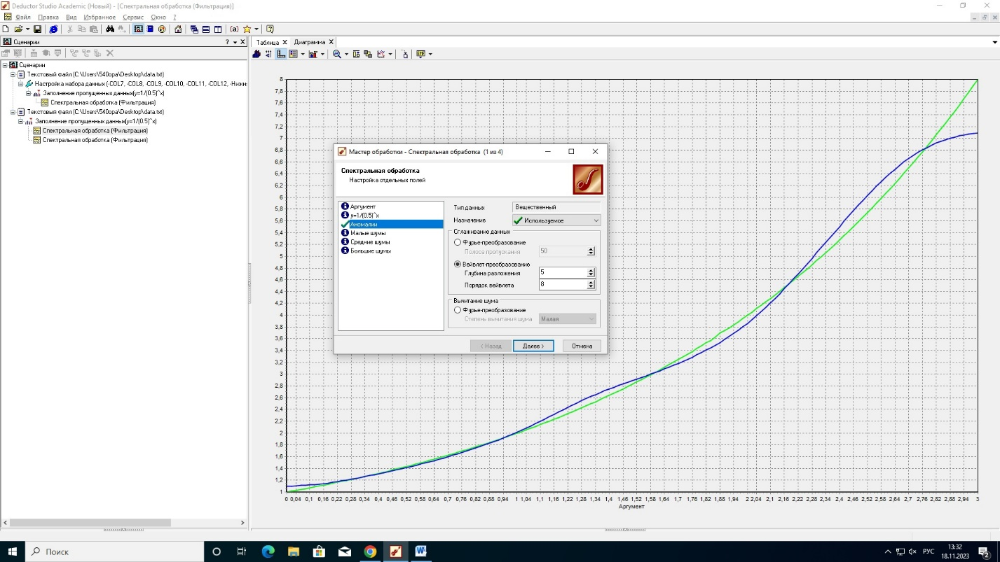 Deductor Studio Academic (Новый) - [Спектральная обработка (Фильтрация)]
Файл Правка Вид Избранное Сервис Окно ?
Сценарии
Таблица
Диаграмма
Сценарии
Текстовый файл (C:\Users\540opa\Desktop\data.txt)
Настройка набора данных (-COL7, -COL8, -COL9, -COL10, -COL11, -COL12, -Нижн
Заполнение пропущенных данных(y=1/(0.5)^x)
Спектральная обработка (Фильтрация)
Текстовый файл (C:\Users\540opa\Desktop\data.txt)
Заполнение пропущенных данных(y=1/(0.5)^x)
Спектральная обработка (Фильтрация)
Спектральная обработка (Фильтрация)
8
7,8
7,6
7,4
7,2
7
6,8
6,6
6,4
6,2
6
5,8
5,6
5,4
5,2
5
4,8
4,6
4,4
4,2
4
3,8
3,6
3,4
3,2
3
2,8
2,6
2,4
2,2
2
1,8
1,6
1,4
1,2
1
0 0,04 0,1 0,16 0,22 0,28 0,34 0,4 0,46 0,52 0,58 0,64 0,7 0,76 0,82 0,88 0,94 1 1,04 1,1 1,16 1,22 1,28 1,34 1,4 1,46 1,52 1,58 1,64 1,7 1,76 1,82 1,88 1,94 2 2,04 2,1 2,16 2,22 2,28 2,34 2,4 2,46 2,52 2,58 2,64 2,7 2,76 2,82 2,88 2,94 3
Аргумент
Мастер обработки - Спектральная обработка (1 из 4)
Спектральная обработка
Настройка отдельных полей
Аргумент
y=1/(0.5)^x
Аномалии
Малые шумы
Средние шумы
Большие шумы
Тип данных Вещественный
Назначение Используемое
Сглаживание данных
Фурье-преобразование
Полоса пропускания 50
Вейвлет-преобразование
Глубина разложения 5
Порядок вейвлета 8
Вычитание шума
Фурье-преобразование
Степень вычитания шума Малая
< Назад Далее > Отмена
Поиск
РУС
13:32
18.11.2023
2